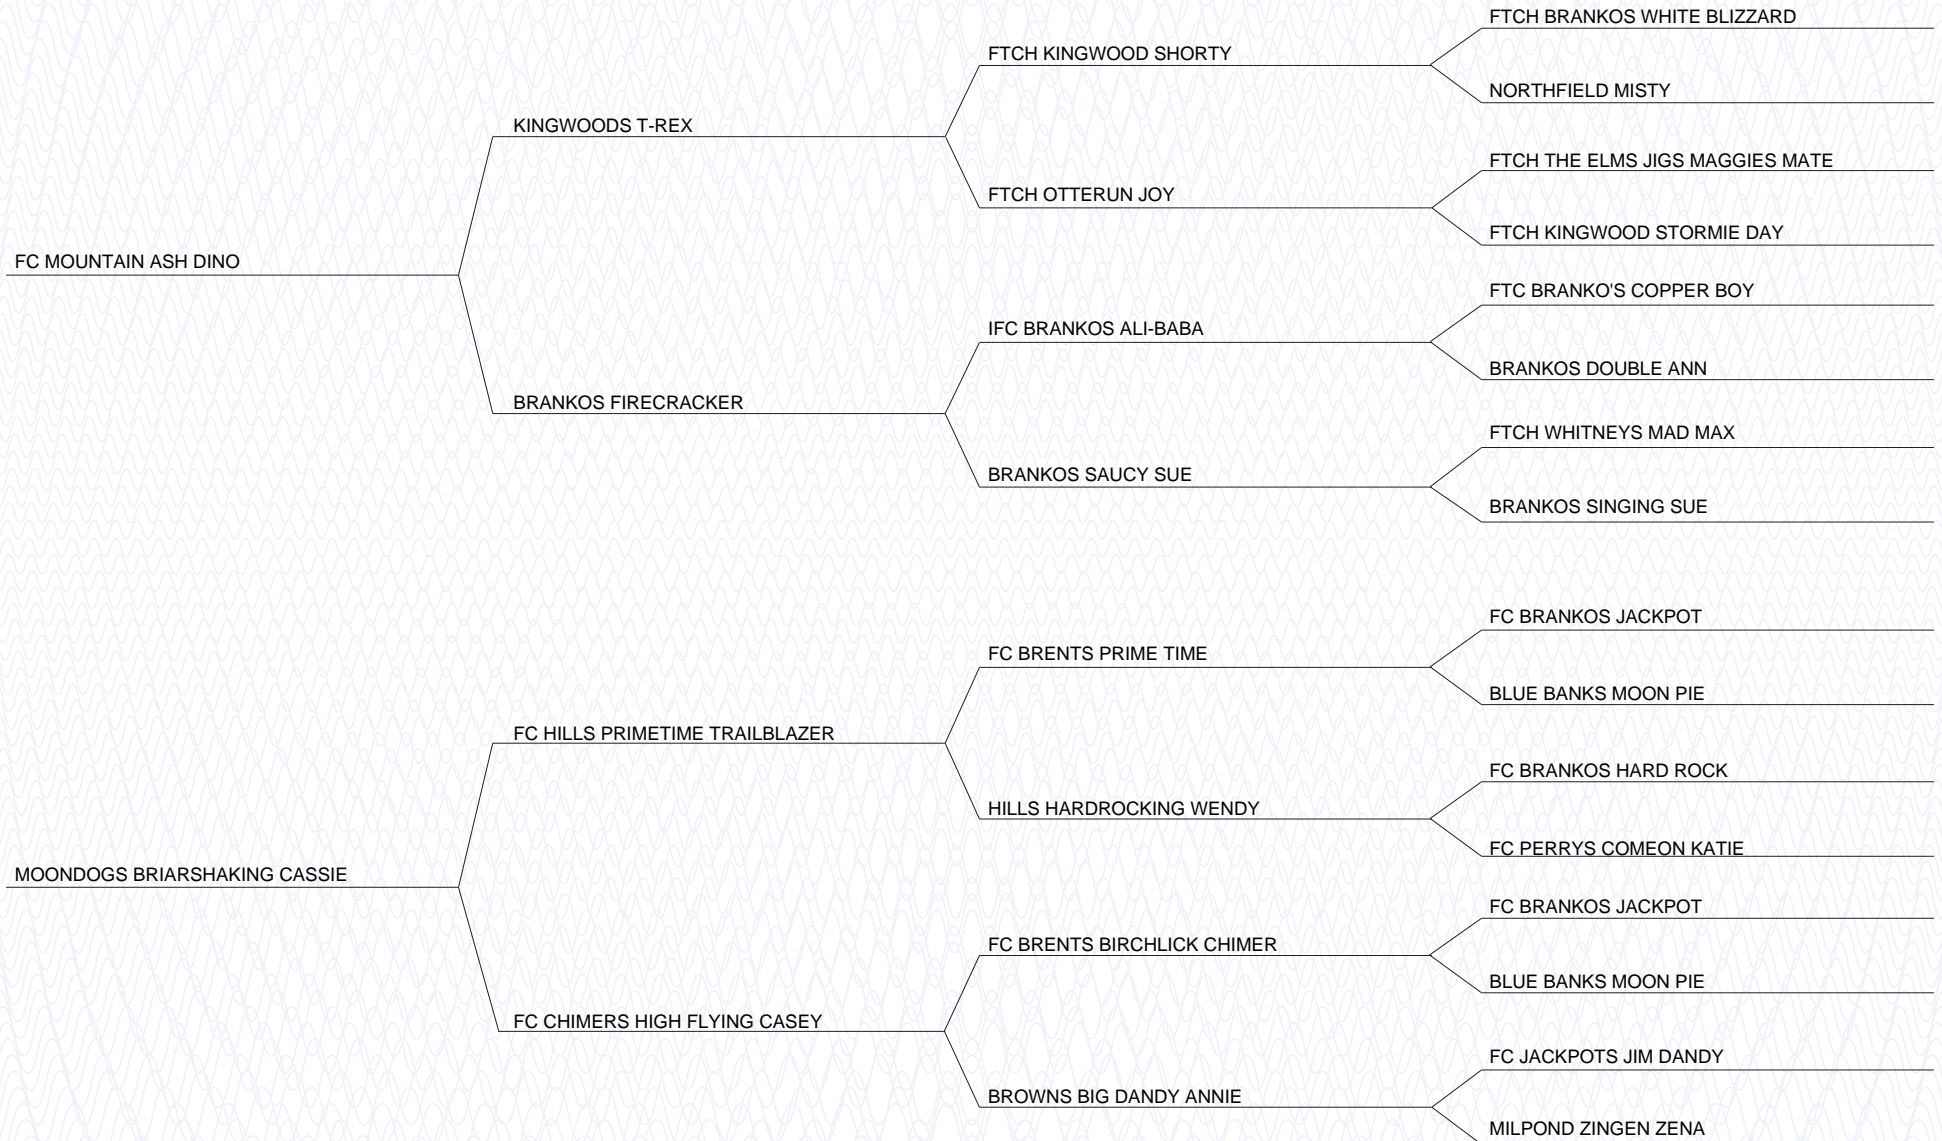 FTCH BRANKOS WHITE BLIZZARD
FTCH KINGWOOD SHORTY
NORTHFIELD MISTY
KINGWOODS T-REX
FTCH THE ELMS JIGS MAGGIES MATE
FTCH OTTERUN JOY
FTCH KINGWOOD STORMIE DAY
FC MOUNTAIN ASH DINO
FTC BRANKO'S COPPER BOY
IFC BRANKOS ALI-BABA
BRANKOS DOUBLE ANN
BRANKOS FIRECRACKER
FTCH WHITNEYS MAD MAX
BRANKOS SAUCY SUE
BRANKOS SINGING SUE
FC BRANKOS JACKPOT
FC BRENTS PRIME TIME
BLUE BANKS MOON PIE
FC HILLS PRIMETIME TRAILBLAZER
FC BRANKOS HARD ROCK
HILLS HARDROCKING WENDY
FC PERRYS COMEON KATIE
MOONDOGS BRIARSHAKING CASSIE
FC BRANKOS JACKPOT
FC BRENTS BIRCHLICK CHIMER
BLUE BANKS MOON PIE
FC CHIMERS HIGH FLYING CASEY
FC JACKPOTS JIM DANDY
BROWNS BIG DANDY ANNIE
MILPOND ZINGEN ZENA